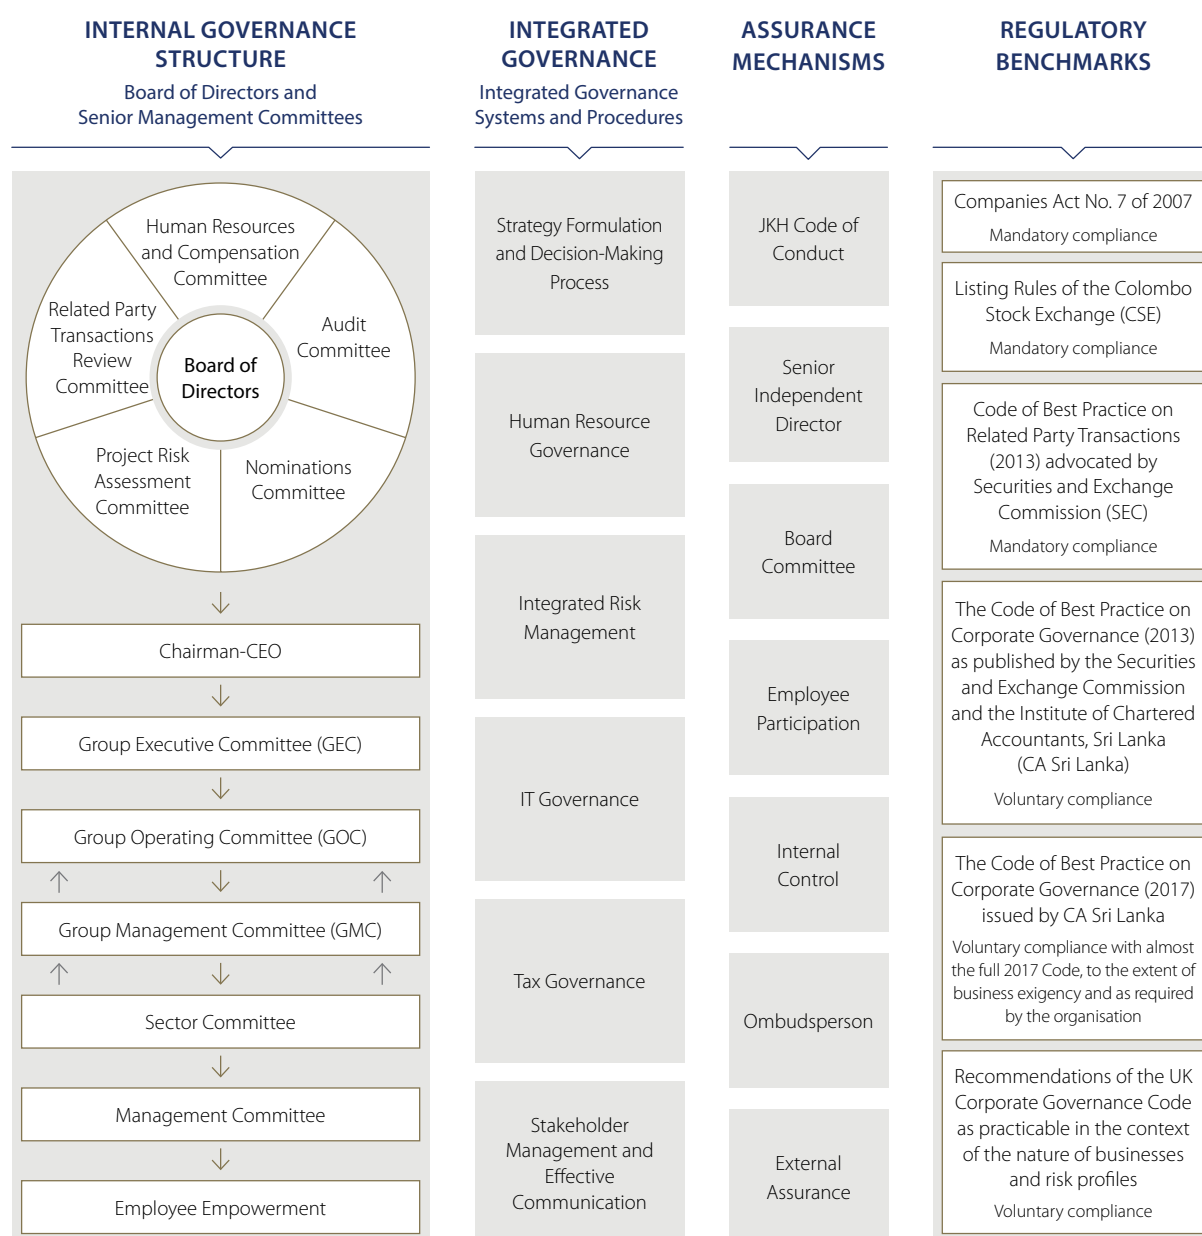 INTERNAL GOVERNANCE
STRUCTURE
Board of Directors and
Senior Management Committees
Human Resources
and Compensation
Committee
Related Party
Transactions
Review
Committee
Audit
Committee
Board of
Directors
Project Risk
Assessment
Committee
Nominations
Committee
Chairman-CEO
Group Executive Committee (GEC)
Group Operating Committee (GOC)
Group Management Committee (GMC)
Sector Committee
Management Committee
Employee Empowerment
INTEGRATED
GOVERNANCE
Integrated Governance
Systems and Procedures
Strategy Formulation
and Decision-Making
Process
Human Resource
Governance
Integrated Risk
Management
IT Governance
Tax Governance
Stakeholder
Management and
Effective
Communication
ASSURANCE
MECHANISMS
JKH Code of
Conduct
Senior
Independent
Director
Board
Committee
Employee
Participation
Internal
Control
Ombudsperson
External
Assurance
REGULATORY
BENCHMARKS
Companies Act No. 7 of 2007
Mandatory compliance
Listing Rules of the Colombo
Stock Exchange (CSE)
Mandatory compliance
Code of Best Practice on
Related Party Transactions
(2013) advocated by
Securities and Exchange
Commission (SEC)
Mandatory compliance
The Code of Best Practice on
Corporate Governance (2013)
as published by the Securities
and Exchange Commission
and the Institute of Chartered
Accountants, Sri Lanka
(CA Sri Lanka)
Voluntary compliance
The Code of Best Practice on
Corporate Governance (2017)
issued by CA Sri Lanka
Voluntary compliance with almost
the full 2017 Code, to the extent of
business exigency and as required
by the organisation
Recommendations of the UK
Corporate Governance Code
as practicable in the context
of the nature of businesses
and risk profiles
Voluntary compliance